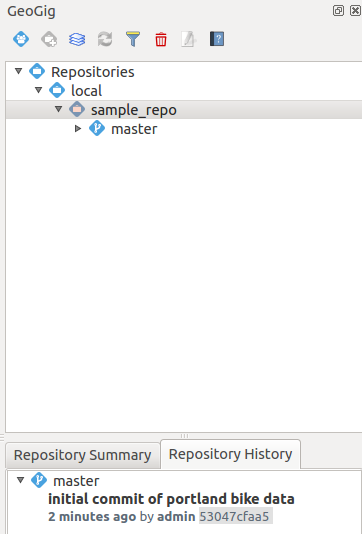 GeoGig
Repositories
local
sample_repo
master
Repository Summary
Repository History
master
initial commit of portland bike data
2 minutes ago by admin 53047cfaa5